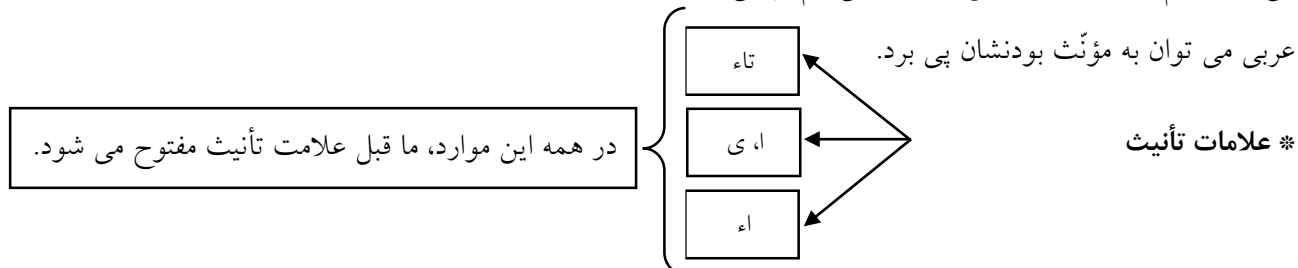 عربی می توان به مؤنّث بودنشان پی برد.
* علامات تأنیث
تاء
ا، ی
اء
در همه این موارد، ما قبل علامت تأنیث مفتوح می شود.